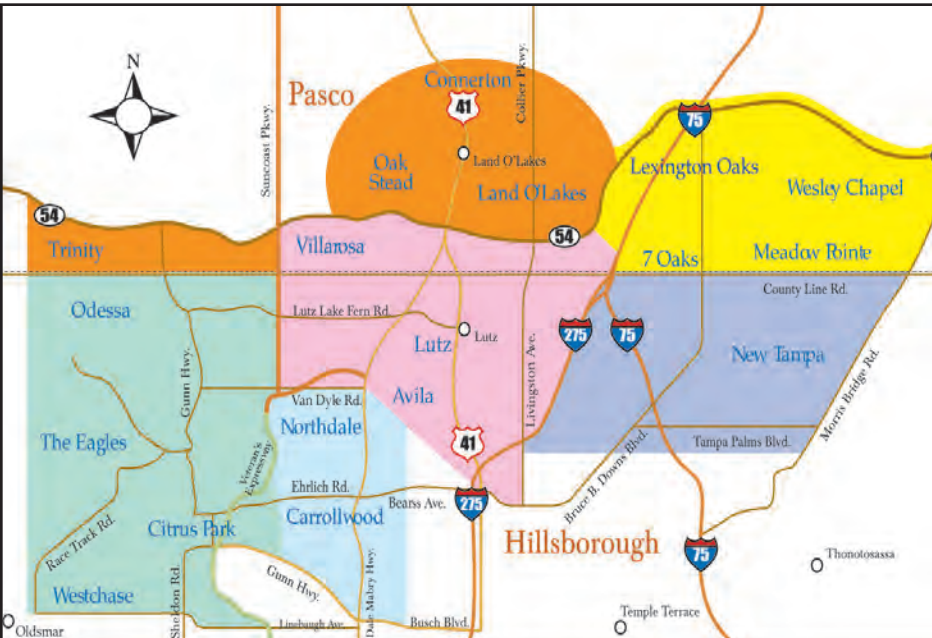 N
Pasco
Suncoast Pkwy.
Connerton
41
Collier Pkwy.
75
Land O'Lakes
Oak
Stead
Land O'Lakes
Lexington Oaks
Wesley Chapel
54
Trinity
Villarosa
54
7 Oaks
Meadow Pointe
County Line Rd.
Odessa
Lutz Lake Fern Rd.
Lutz
Lutz
275
75
Livingston Ave.
New Tampa
Gunn Hwy.
Morris Bridge Rd.
Avila
Van Dyle Rd.
Northdale
The Eagles
41
Tampa Palms Blvd.
Veteran's
Expressway
Bruce B. Downs Blvd.
Ehrlich Rd.
Bearss Ave.
275
Race Track Rd.
Citrus Park
Carrollwood
Hillsborough
75
Thonotosassa
Gunn Hwy.
Sheldon Rd.
Dale Mabry Hwy.
Westchase
Oldsmar
Linebaugh Ave.
Busch Blvd.
Temple Terrace